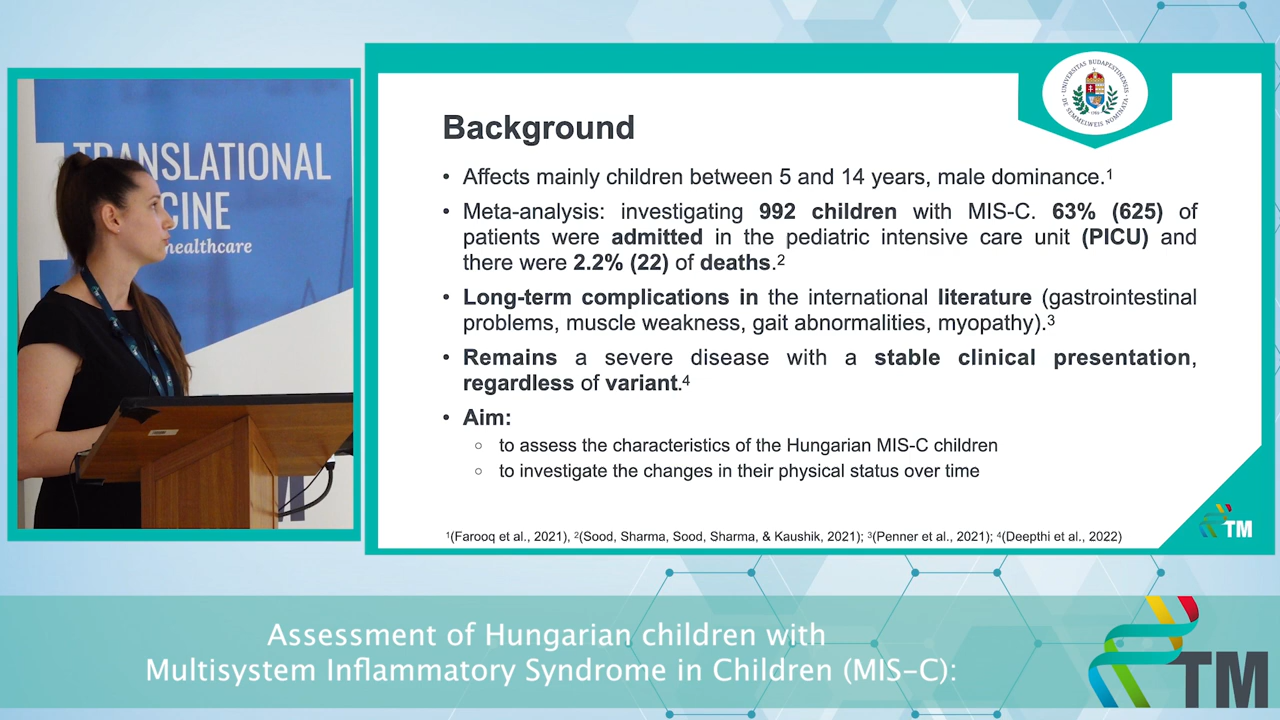 TRANSLATIONAL
CINE
healthcare
UNIVERSITAS BUDAPESTINENSIS
DE SEMMELWEIS NOMINATA
Background
• Affects mainly children between 5 and 14 years, male dominance.¹
• Meta-analysis: investigating 992 children with MIS-C. 63% (625) of
patients were admitted in the pediatric intensive care unit (PICU) and
there were 2.2% (22) of deaths.²
• Long-term complications in the international literature (gastrointestinal
problems, muscle weakness, gait abnormalities, myopathy).³
• Remains a severe disease with a stable clinical presentation,
regardless of variant.⁴
• Aim:
○ to assess the characteristics of the Hungarian MIS-C children
○ to investigate the changes in their physical status over time
¹(Farooq et al., 2021), ²(Sood, Sharma, Sood, Sharma, & Kaushik, 2021); ³(Penner et al., 2021); ⁴(Deepthi et al., 2022)
TM
Assessment of Hungarian children with
Multisystem Inflammatory Syndrome in Children (MIS-C):
TM